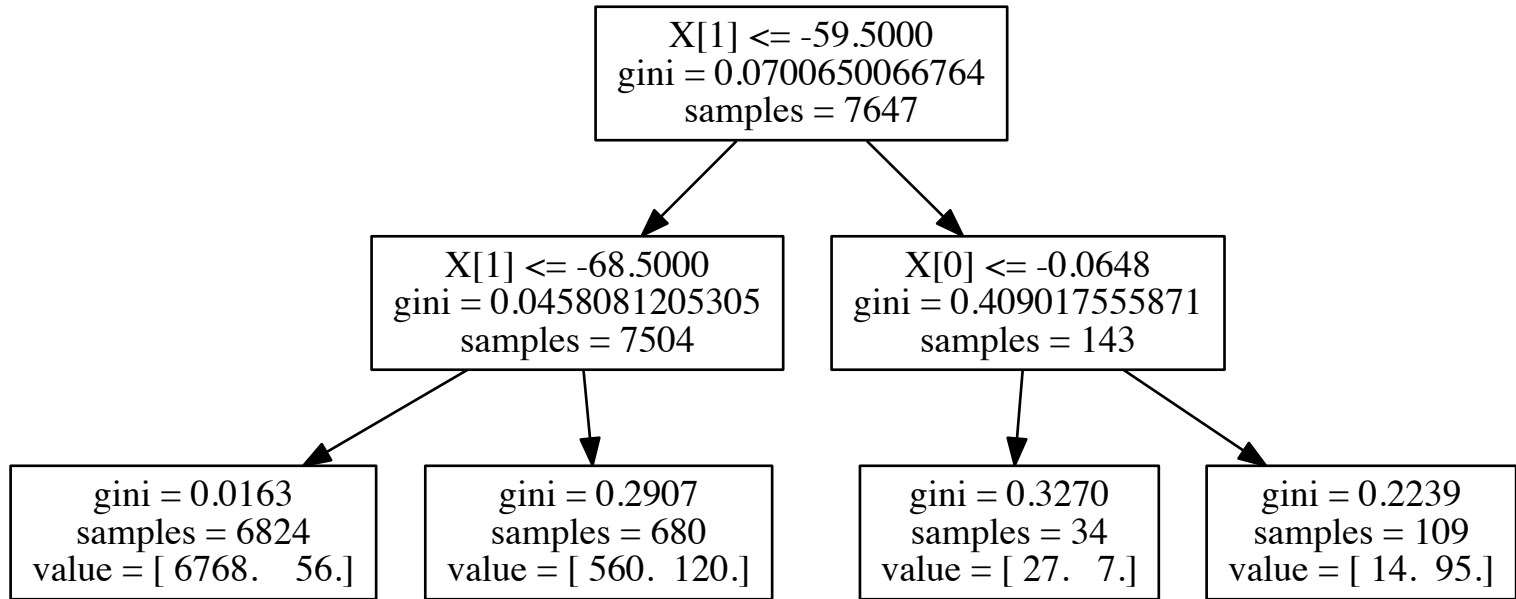 X[1] <= -59.5000
gini = 0.0700650066764
samples = 7647
X[1] <= -68.5000
gini = 0.0458081205305
samples = 7504
X[0] <= -0.0648
gini = 0.409017555871
samples = 143
gini = 0.0163
samples = 6824
value = [ 6768.    56.]
gini = 0.2907
samples = 680
value = [ 560.  120.]
gini = 0.3270
samples = 34
value = [ 27.   7.]
gini = 0.2239
samples = 109
value = [ 14.  95.]